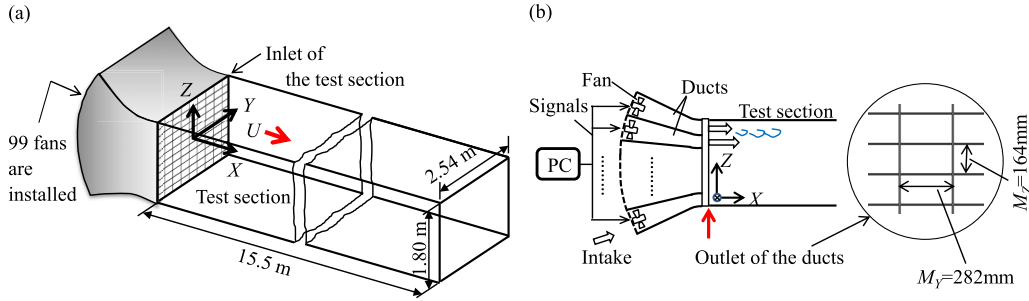 (a)
Inlet of
the test section
99 fans
are
installed
Z
Y
U
X
Test section
2.54 m
1.80 m
15.5 m
(b)
Fan
Ducts
Signals
Test section
PC
Z
X
Intake
Outlet of the ducts
M_Z=164mm
M_Y=282mm